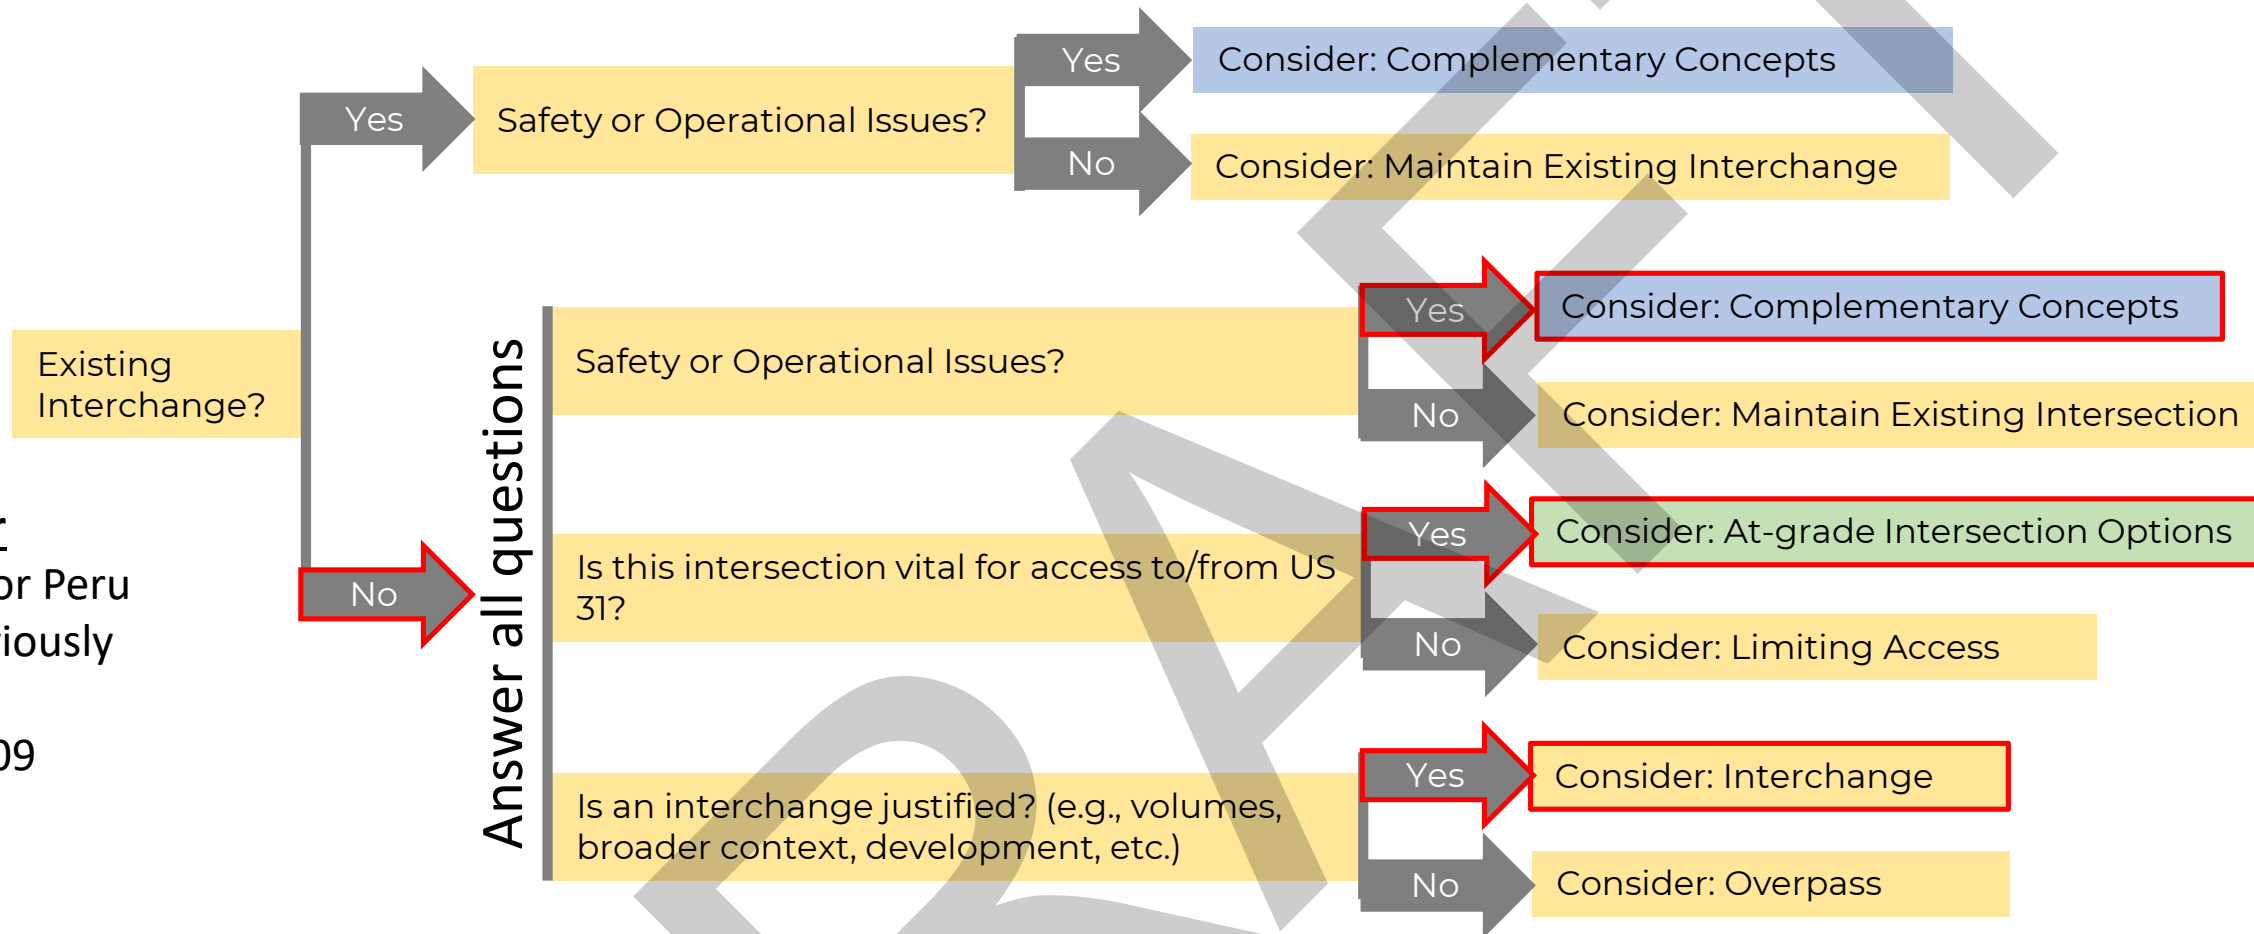 Yes
Safety or Operational Issues?
Yes
Consider: Complementary Concepts
No
Consider: Maintain Existing Interchange
Existing
Interchange?
No
Answer all questions
Safety or Operational Issues?
Yes
Consider: Complementary Concepts
No
Consider: Maintain Existing Intersection
Is this intersection vital for access to/from US
31?
Yes
Consider: At-grade Intersection Options
No
Consider: Limiting Access
Is an interchange justified? (e.g., volumes,
broader context, development, etc.)
Yes
Consider: Interchange
No
Consider: Overpass
r
or Peru
iously
09